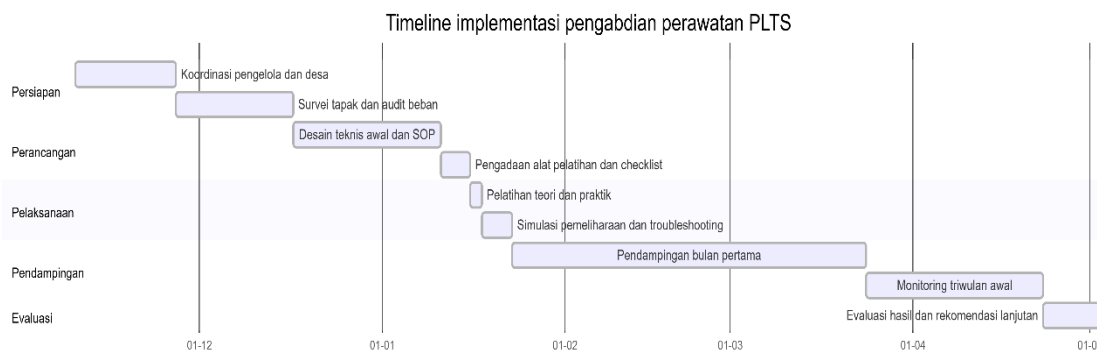 Timeline implementasi pengabdian perawatan PLTS
Persiapan
Koordinasi pengelola dan desa
Survei tapak dan audit beban
Perancangan
Desain teknis awal dan SOP
Pengadaan alat pelatihan dan checklist
Pelaksanaan
Pelatihan teori dan praktik
Simulasi pemeliharaan dan troubleshooting
Pendampingan
Pendampingan bulan pertama
Monitoring triwulan awal
Evaluasi
Evaluasi hasil dan rekomendasi lanjutan
01-12 01-01 01-02 01-03 01-04 01-0